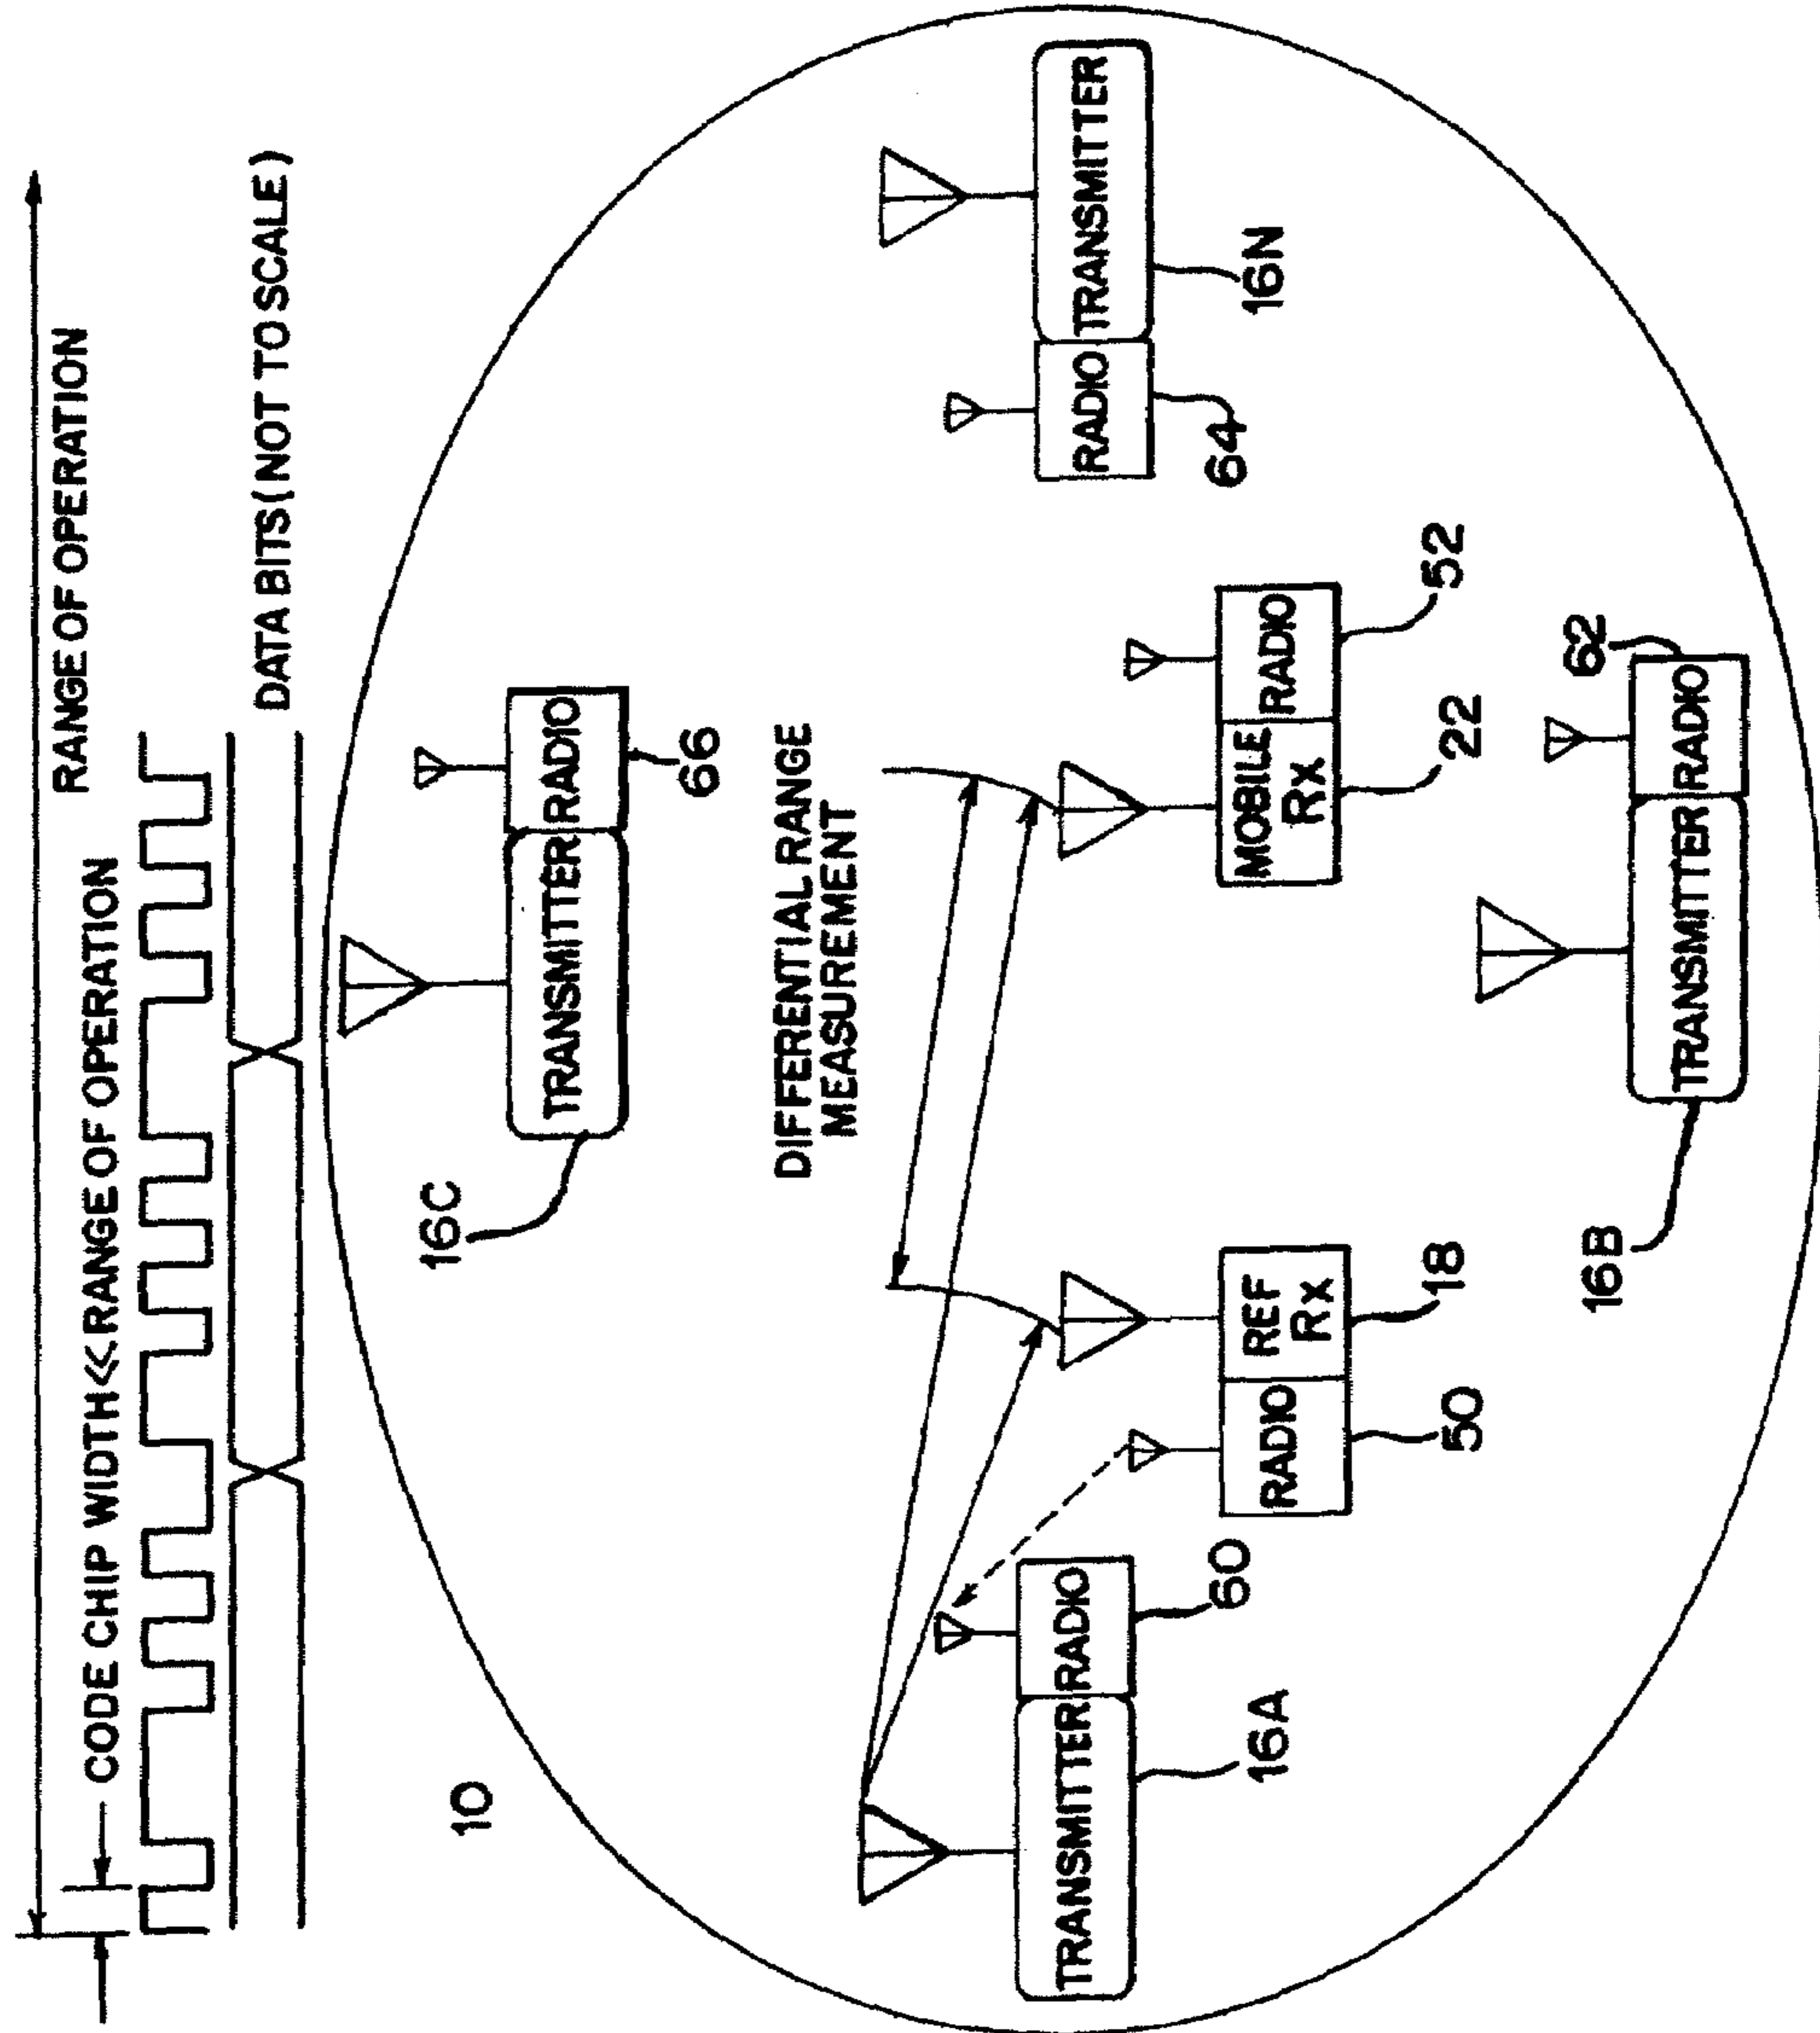 RANGE OF OPERATION
CODE CHIP WIDTH<<RANGE OF OPERATION
DATA BITS (NOT TO SCALE)
10
TRANSMITTER RADIO
16C
66
DIFFERENTIAL RANGE
MEASUREMENT
TRANSMITTER RADIO
16A
60
RADIO TRANSMITTER
64
16N
RADIO
REF
Rx
50
18
MOBILE
Rx
RADIO
22
52
TRANSMITTER RADIO
16B
62